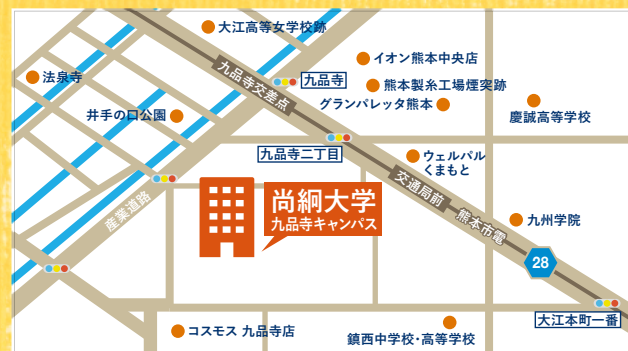 大江高等女学校跡
イオン熊本中央店
法泉寺
九品寺
熊本製糸工場煙突跡
九品寺交差点
グランパレッタ熊本
井手の口公園
慶誠高等学校
九品寺二丁目
ウェルパル
くまもと
交通局前
産業道路
尚絅大学
九品寺キャンパス
熊本市電
九州学院
28
大江本町一番
コスモス 九品寺店
鎮西中学校・高等学校